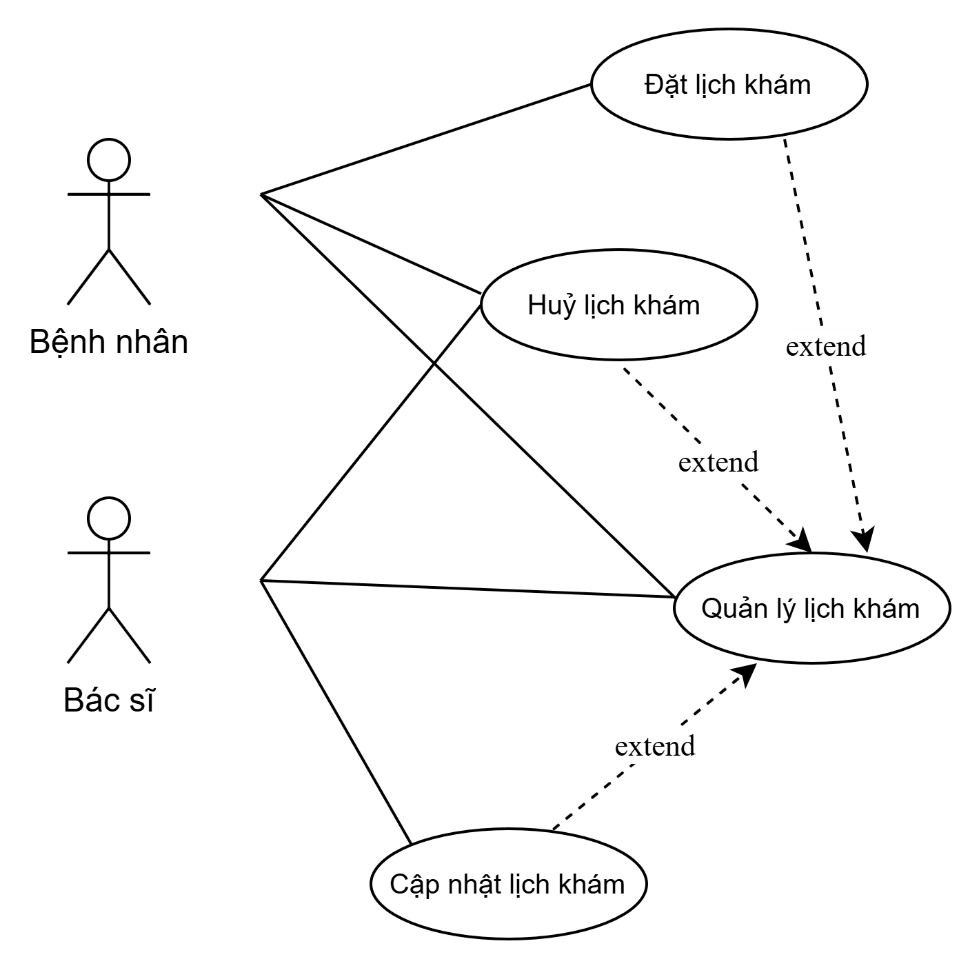 Đặt lịch khám
Huỷ lịch khám
Bệnh nhân
extend
extend
Quản lý lịch khám
Bác sĩ
extend
Cập nhật lịch khám